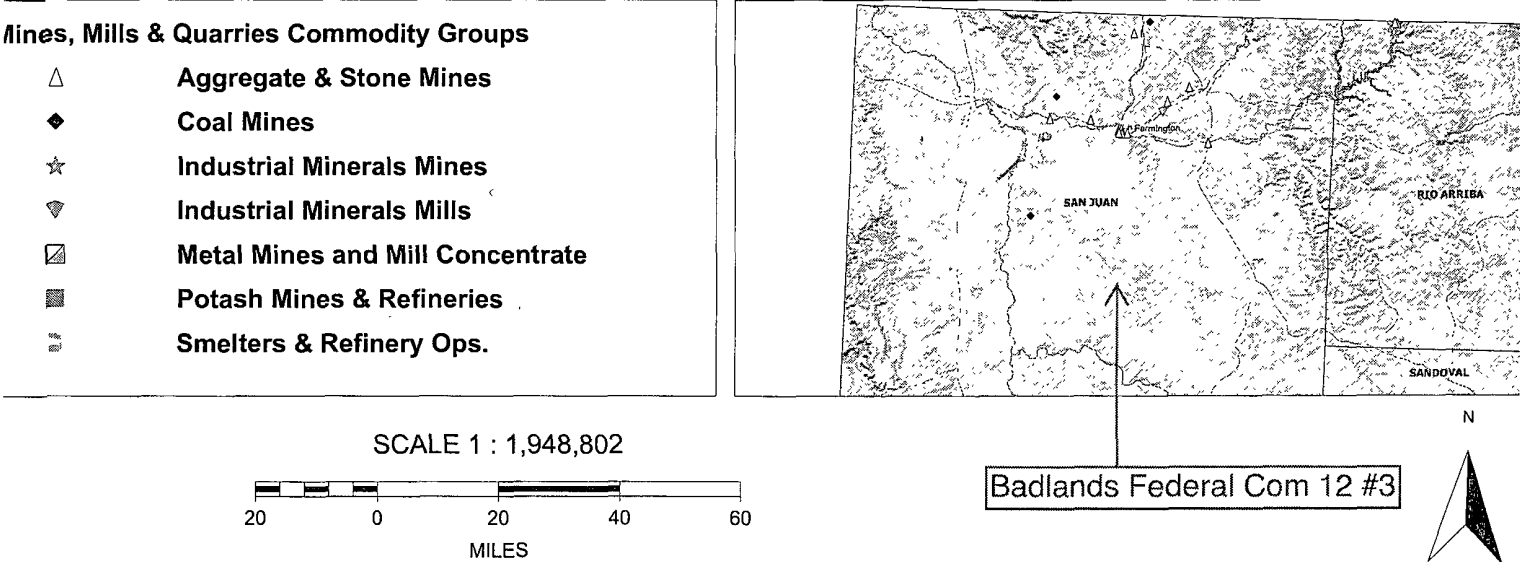 Mines, Mills & Quarries Commodity Groups
Aggregate & Stone Mines
Coal Mines
Industrial Minerals Mines
Industrial Minerals Mills
Metal Mines and Mill Concentrate
Potash Mines & Refineries
Smelters & Refinery Ops.
Farmington
SAN JUAN
RIO ARRIBA
SANDOVAL
SCALE 1 : 1,948,802
20 0 20 40 60
MILES
Badlands Federal Com 12 #3
N